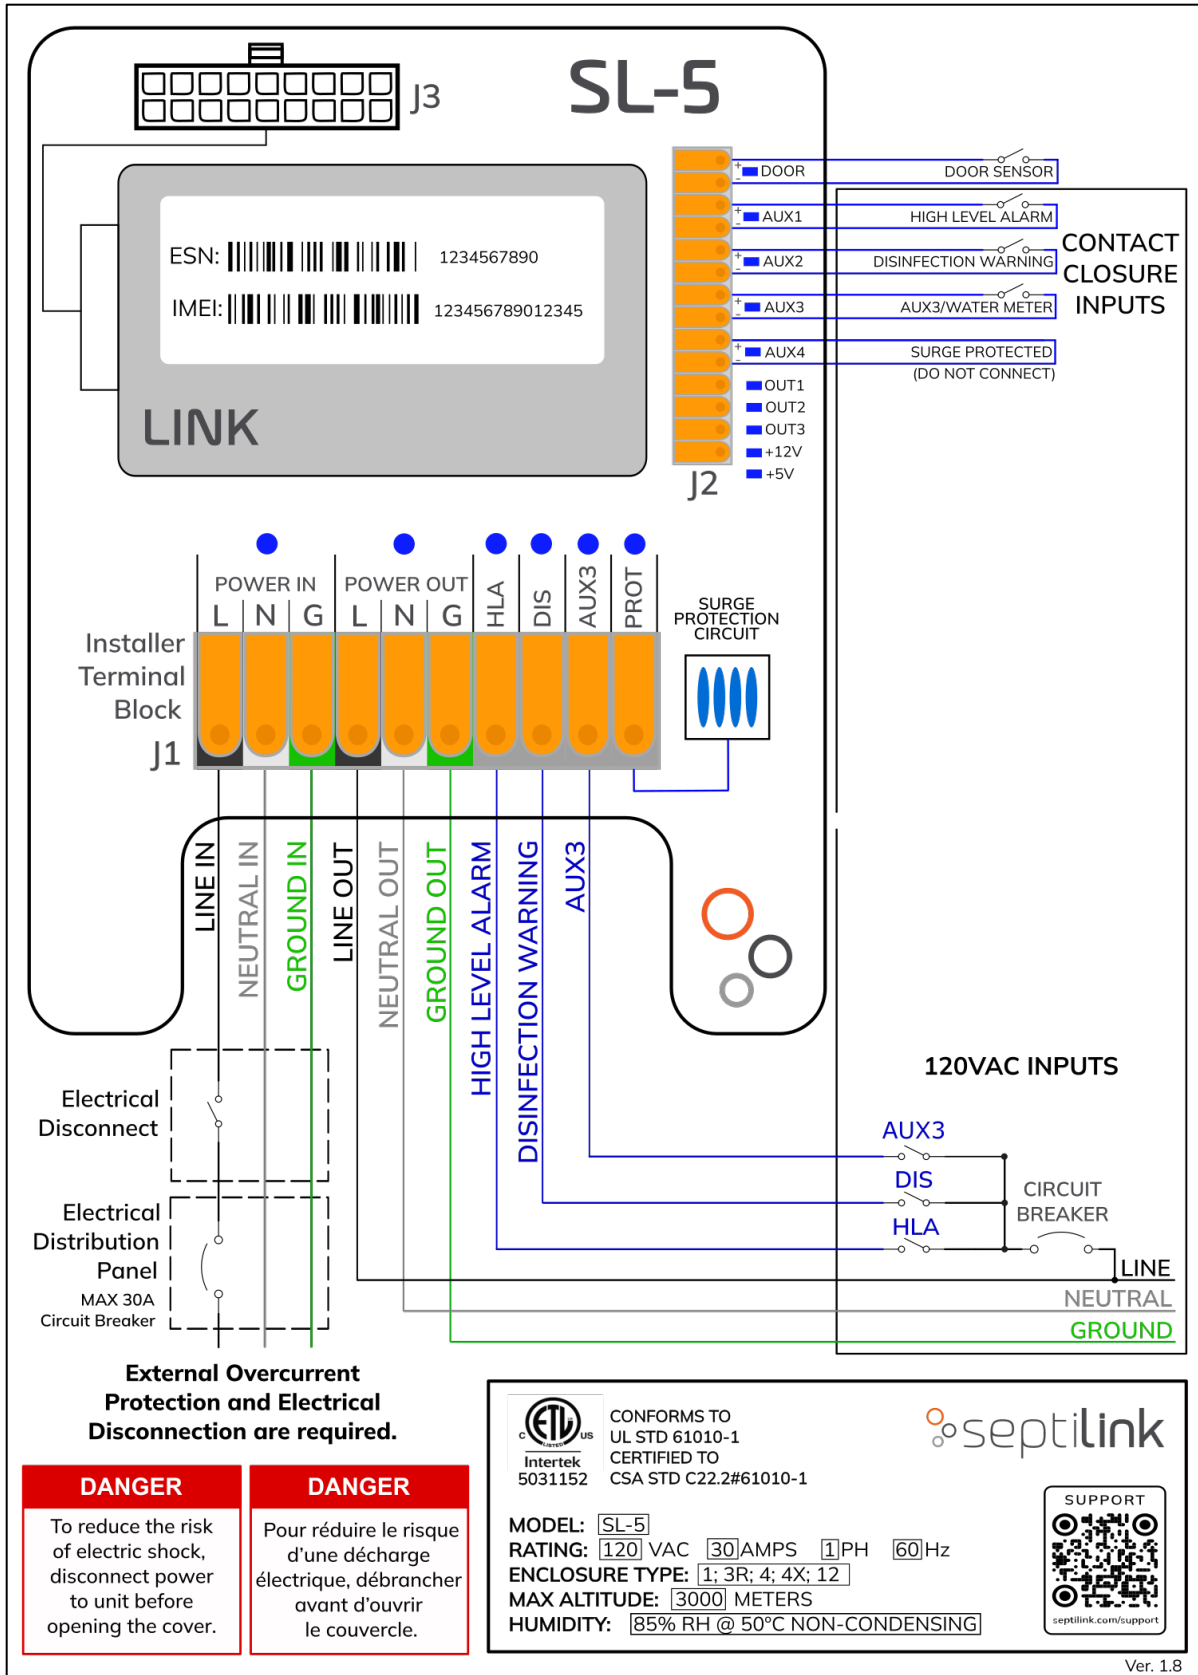 SL-5
J3
ESN: 1234567890
IMEI: 123456789012345
LINK
+
-
DOOR
DOOR SENSOR
+
-
AUX1
HIGH LEVEL ALARM
+
-
AUX2
DISINFECTION WARNING
+
-
AUX3
AUX3/WATER METER
+
-
AUX4
SURGE PROTECTED
(DO NOT CONNECT)
OUT1
OUT2
OUT3
+12V
+5V
J2
CONTACT
CLOSURE
INPUTS
POWER IN
POWER OUT
L N G L N G
HLA
DIS
AUX3
PROT
SURGE
PROTECTION
CIRCUIT
Installer
Terminal
Block
J1
LINE IN
NEUTRAL IN
GROUND IN
LINE OUT
NEUTRAL OUT
GROUND OUT
HIGH LEVEL ALARM
DISINFECTION WARNING
AUX3
120VAC INPUTS
AUX3
DIS
HLA
CIRCUIT
BREAKER
LINE
NEUTRAL
GROUND
Electrical
Disconnect
Electrical
Distribution
Panel
MAX 30A
Circuit Breaker
External Overcurrent
Protection and Electrical
Disconnection are required.
DANGER
To reduce the risk
of electric shock,
disconnect power
to unit before
opening the cover.
DANGER
Pour réduire le risque
d'une décharge
électrique, débrancher
avant d'ouvrir
le couvercle.
C ETL US
LISTED
Intertek
5031152
CONFORMS TO
UL STD 61010-1
CERTIFIED TO
CSA STD C22.2#61010-1
septilink
MODEL: SL-5
RATING: 120 VAC 30 AMPS 1 PH 60 Hz
ENCLOSURE TYPE: 1; 3R; 4; 4X; 12
MAX ALTITUDE: 3000 METERS
HUMIDITY: 85% RH @ 50°C NON-CONDENSING
SUPPORT
septilink.com/support
Ver. 1.8